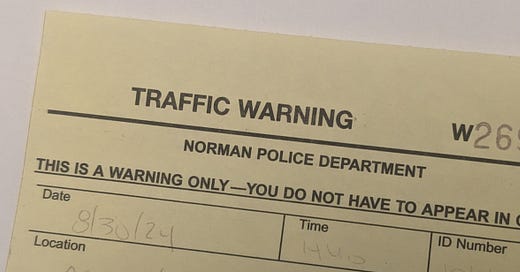 TRAFFIC WARNING
W269
NORMAN POLICE DEPARTMENT
THIS IS A WARNING ONLY—YOU DO NOT HAVE TO APPEAR IN
Date
Time
ID Number
8/30/24
Location